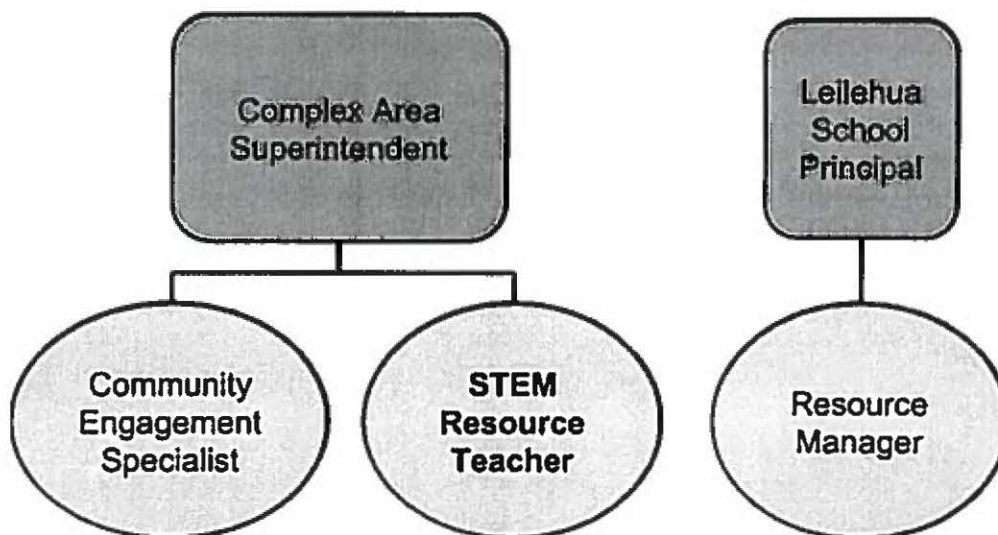 Complex Area
Superintendent
Leilehua
School
Principal
Community
Engagement
Specialist
STEM
Resource
Teacher
Resource
Manager